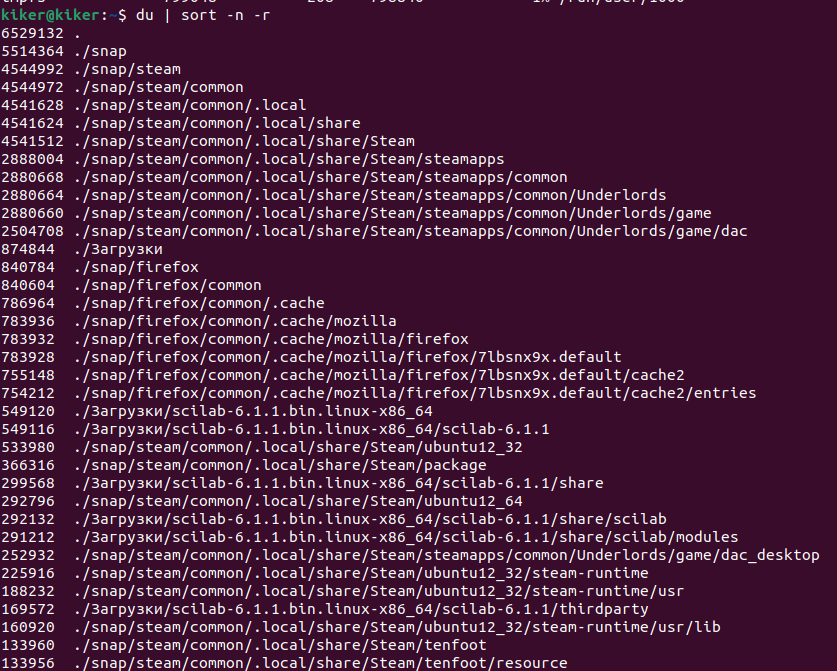 kiker@kiker:~$ du | sort -n -r
6529132 .
5514364 ./snap
4544992 ./snap/steam
4544972 ./snap/steam/common
4541628 ./snap/steam/common/.local
4541624 ./snap/steam/common/.local/share
4541512 ./snap/steam/common/.local/share/Steam
2888004 ./snap/steam/common/.local/share/Steam/steamapps
2880668 ./snap/steam/common/.local/share/Steam/steamapps/common
2880664 ./snap/steam/common/.local/share/Steam/steamapps/common/Underlords
2880660 ./snap/steam/common/.local/share/Steam/steamapps/common/Underlords/game
2504708 ./snap/steam/common/.local/share/Steam/steamapps/common/Underlords/game/dac
874844  ./Загрузки
840784  ./snap/firefox
840604  ./snap/firefox/common
786964  ./snap/firefox/common/.cache
783936  ./snap/firefox/common/.cache/mozilla
783932  ./snap/firefox/common/.cache/mozilla/firefox
783928  ./snap/firefox/common/.cache/mozilla/firefox/7lbsnx9x.default
755148  ./snap/firefox/common/.cache/mozilla/firefox/7lbsnx9x.default/cache2
754212  ./snap/firefox/common/.cache/mozilla/firefox/7lbsnx9x.default/cache2/entries
549120  ./Загрузки/scilab-6.1.1.bin.linux-x86_64
549116  ./Загрузки/scilab-6.1.1.bin.linux-x86_64/scilab-6.1.1
533980  ./snap/steam/common/.local/share/Steam/ubuntu12_32
366316  ./snap/steam/common/.local/share/Steam/package
299568  ./Загрузки/scilab-6.1.1.bin.linux-x86_64/scilab-6.1.1/share
292796  ./snap/steam/common/.local/share/Steam/ubuntu12_64
292132  ./Загрузки/scilab-6.1.1.bin.linux-x86_64/scilab-6.1.1/share/scilab
291212  ./Загрузки/scilab-6.1.1.bin.linux-x86_64/scilab-6.1.1/share/scilab/modules
252932  ./snap/steam/common/.local/share/Steam/steamapps/common/Underlords/game/dac_desktop
225916  ./snap/steam/common/.local/share/Steam/ubuntu12_32/steam-runtime
188232  ./snap/steam/common/.local/share/Steam/ubuntu12_32/steam-runtime/usr
169572  ./Загрузки/scilab-6.1.1.bin.linux-x86_64/scilab-6.1.1/thirdparty
160920  ./snap/steam/common/.local/share/Steam/ubuntu12_32/steam-runtime/usr/lib
133960  ./snap/steam/common/.local/share/Steam/tenfoot
133956  ./snap/steam/common/.local/share/Steam/tenfoot/resource